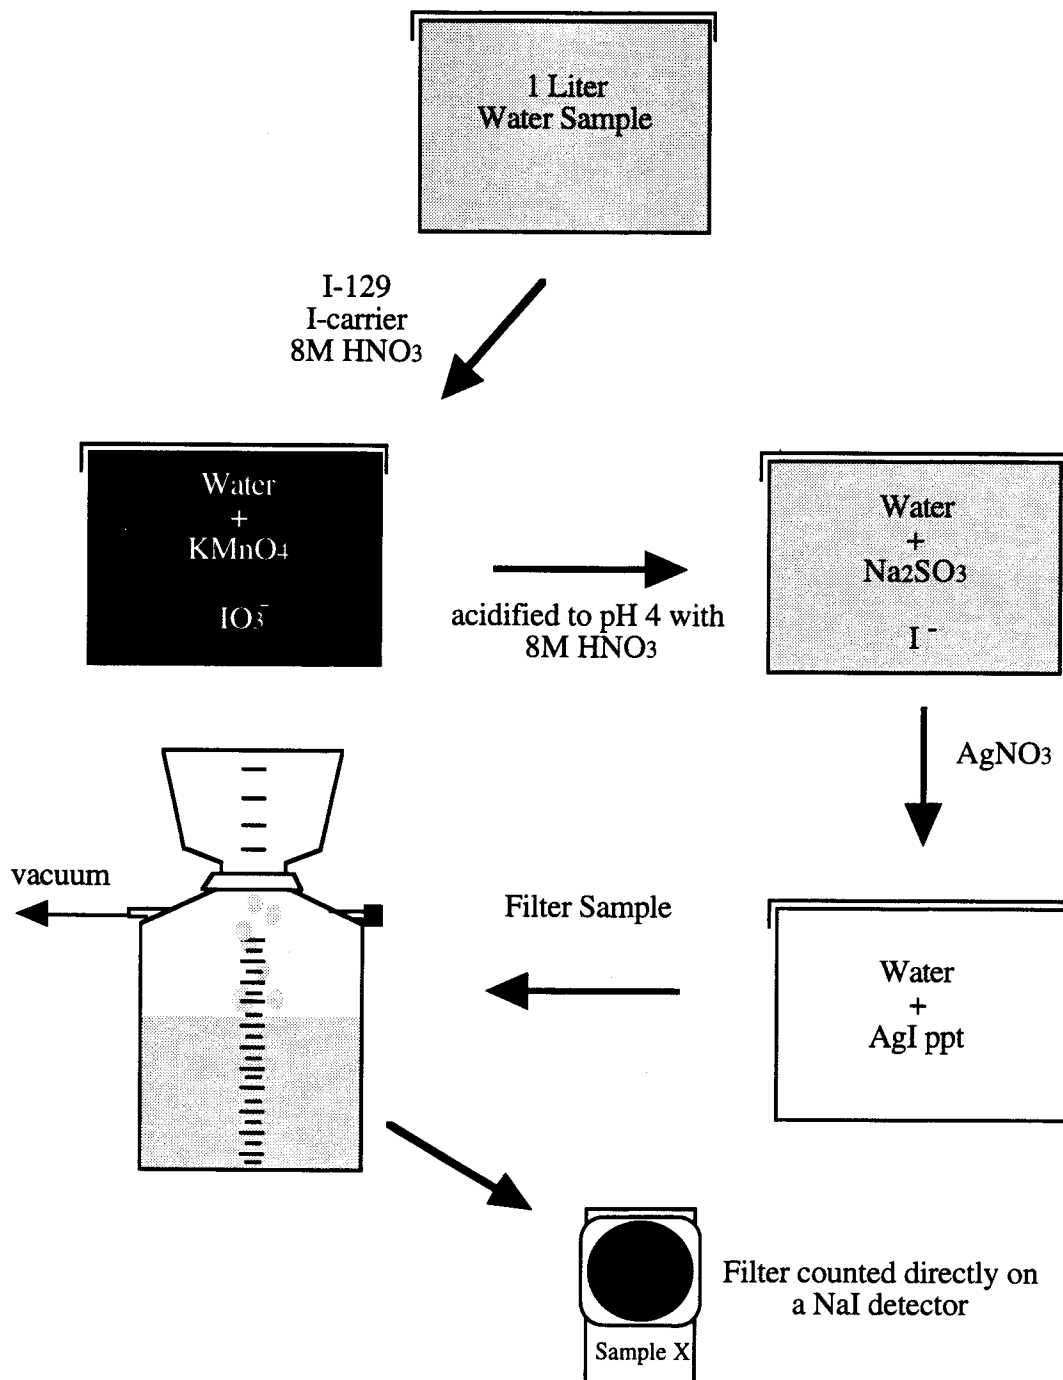 1 Liter
Water Sample
I-129
I-carrier
8M HNO3
Water
+
KMnO4
IO3-
acidified to pH 4 with
8M HNO3
Water
+
Na2SO3
I -
AgNO3
Water
+
AgI ppt
Filter Sample
vacuum
Sample X
Filter counted directly on
a NaI detector